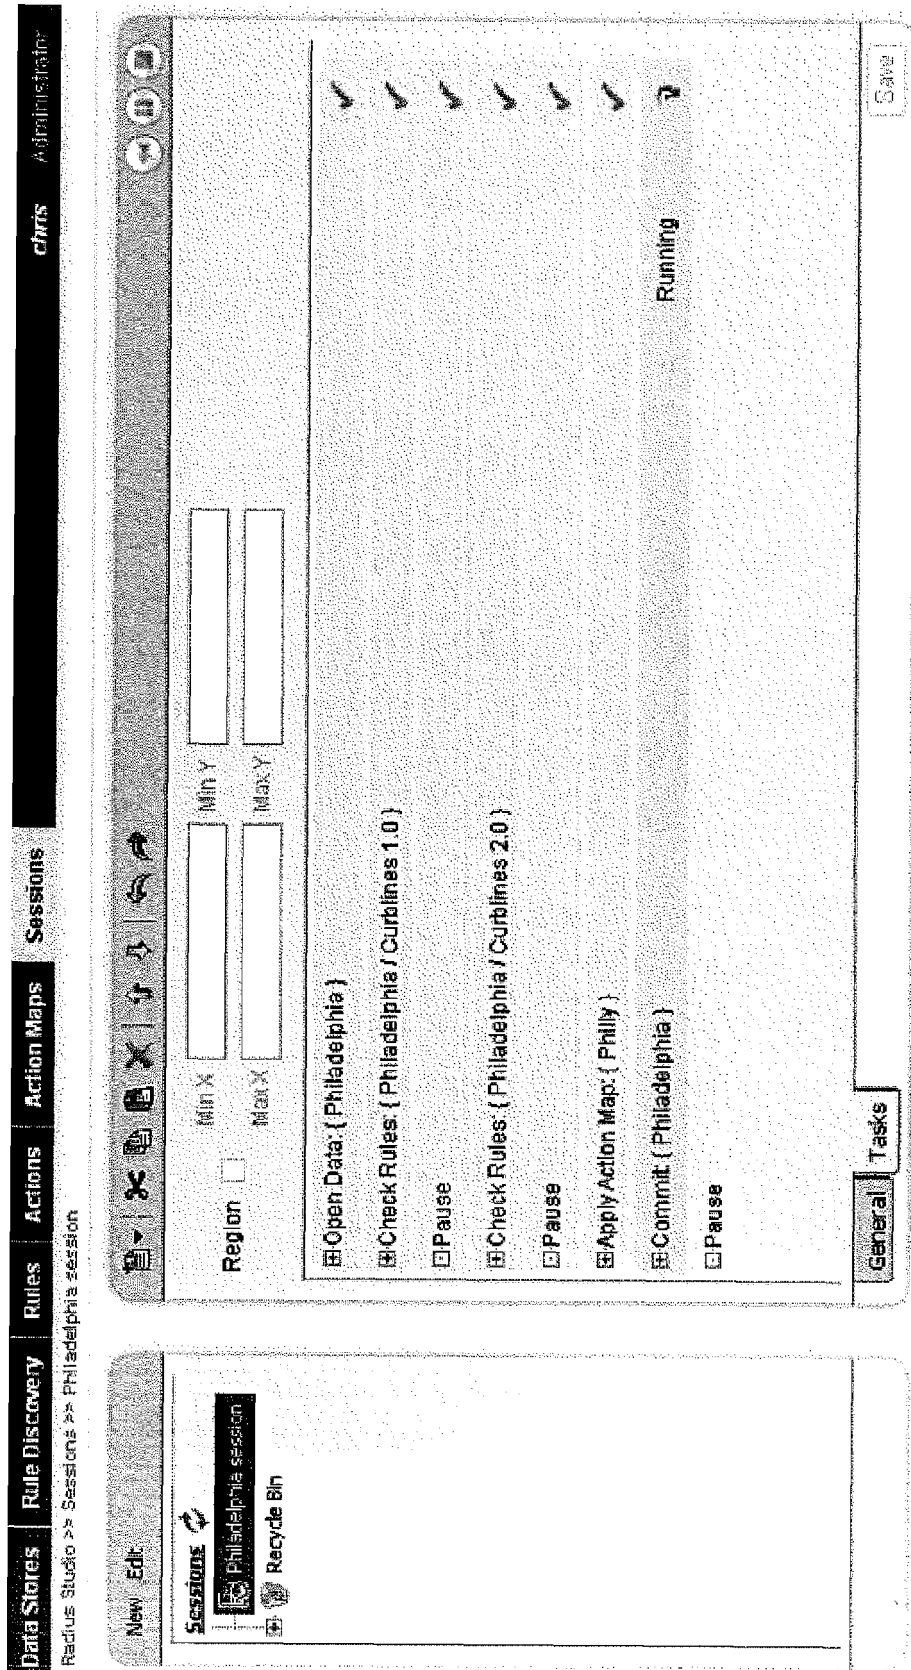 Data Stores Rule Discovery Rules Actions Action Maps Sessions chris Administrator
Radius Studio >> Sessions >> Philadelphia session
New Edit
Sessions
Philadelphia session
Recycle Bin
Region Min X Min Y
Max X Max Y
Open Data: { Philadelphia }
Check Rules: { Philadelphia / Curblines 1.0 }
Pause
Check Rules: { Philadelphia / Curblines 2.0 }
Pause
Apply Action Map: { Philly }
Commit: { Philadelphia } Running
Pause
General Tasks
Save